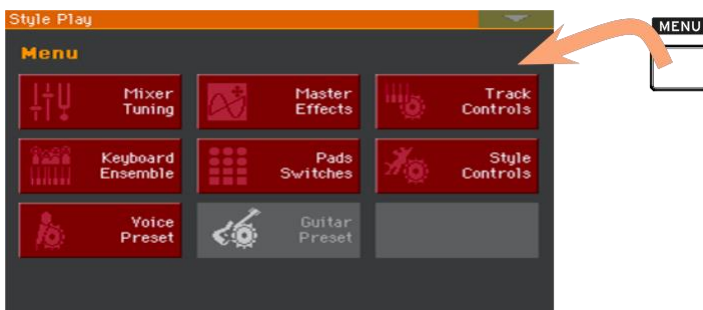 Style Play
MENU
Menu
Mixer
Tuning
Master
Effects
Track
Controls
Keyboard
Ensemble
Pads
Switches
Style
Controls
Voice
Preset
Guitar
Preset